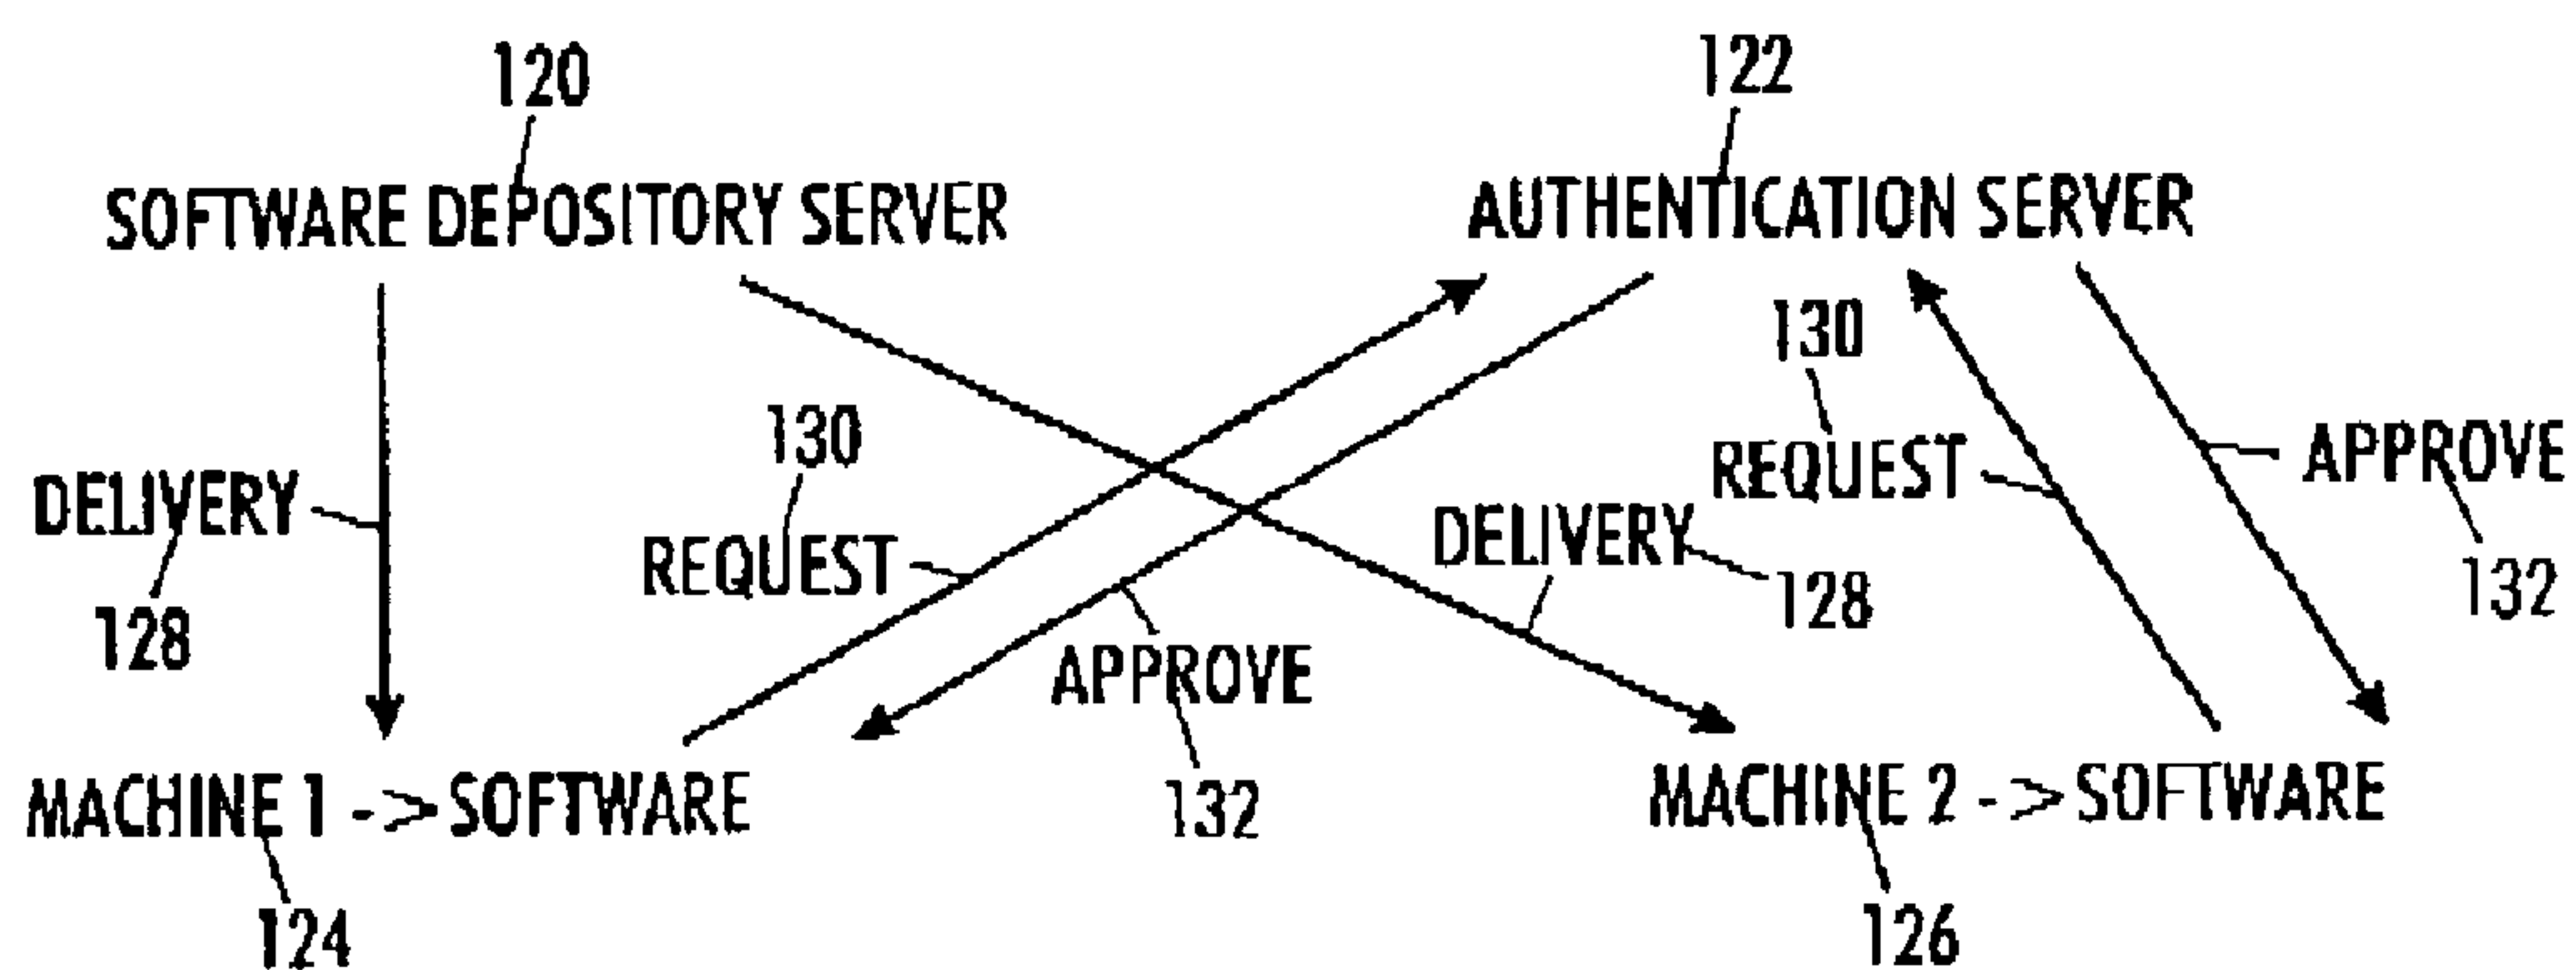 120
122
SOFTWARE DEPOSITORY SERVER
AUTHENTICATION SERVER
130
130
APPROVE
REQUEST
DELIVERY
DELIVERY
REQUEST
132
128
128
APPROVE
MACHINE 1 -> SOFTWARE
132
MACHINE 2 -> SOFTWARE
124
126